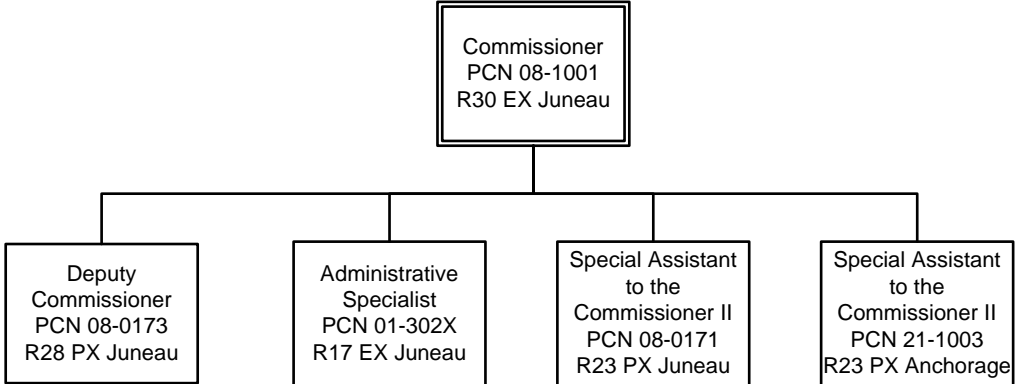 Commissioner
PCN 08-1001
R30 EX Juneau
Deputy
Commissioner
PCN 08-0173
R28 PX Juneau
Administrative
Specialist
PCN 01-302X
R17 EX Juneau
Special Assistant
to the
Commissioner II
PCN 08-0171
R23 PX Juneau
Special Assistant
to the
Commissioner II
PCN 21-1003
R23 PX Anchorage